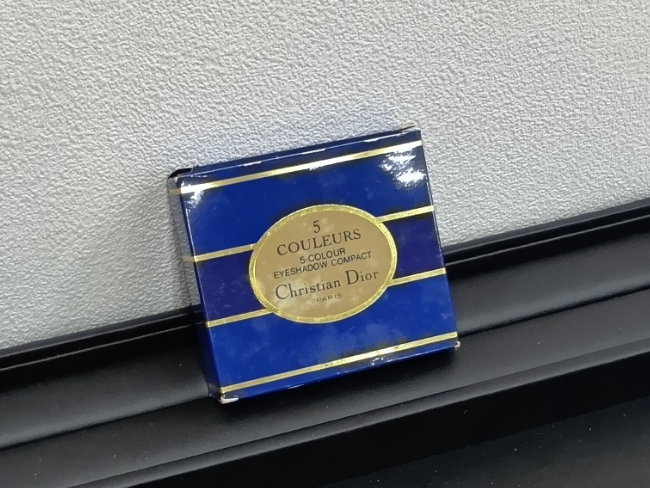 5
COULEURS
5-COLOUR
EYESHADOW COMPACT
Christian Dior
PARIS